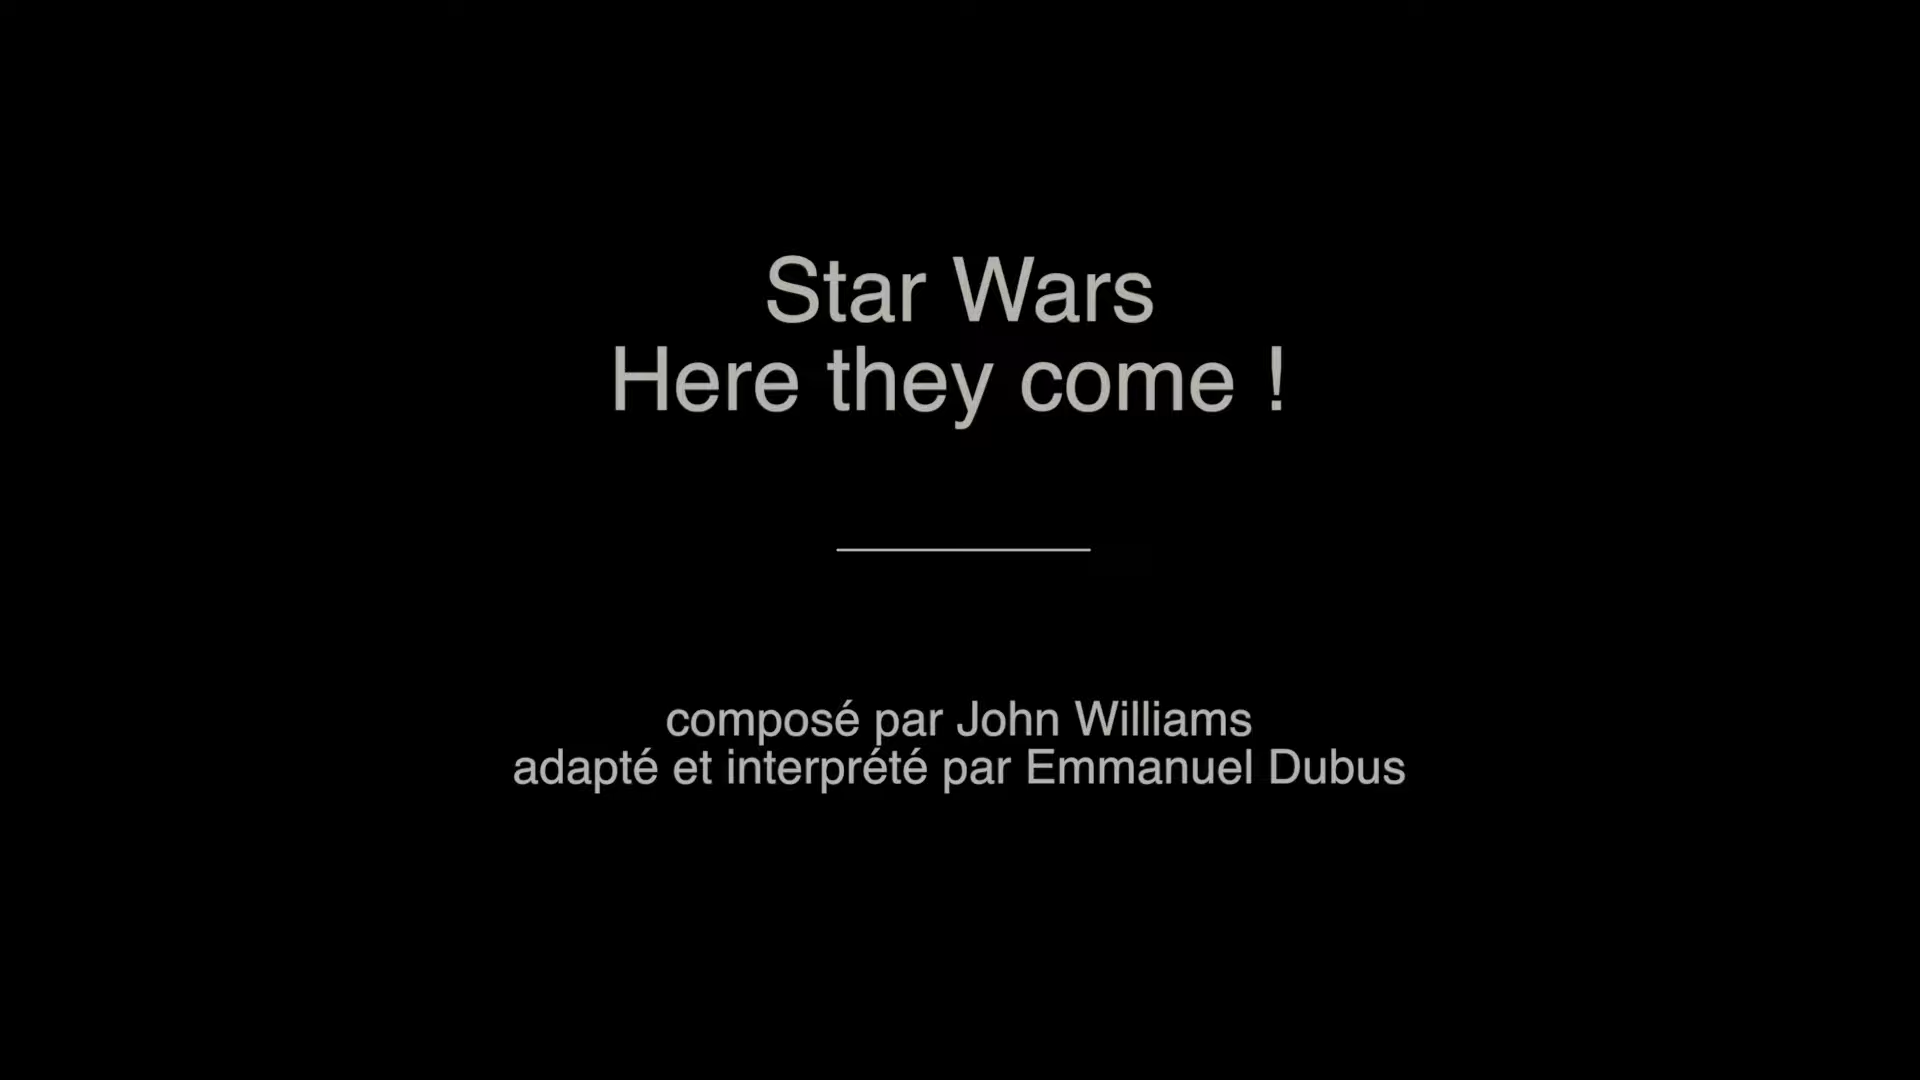 Star Wars
Here they come !
composé par John Williams
adapté et interprété par Emmanuel Dubus